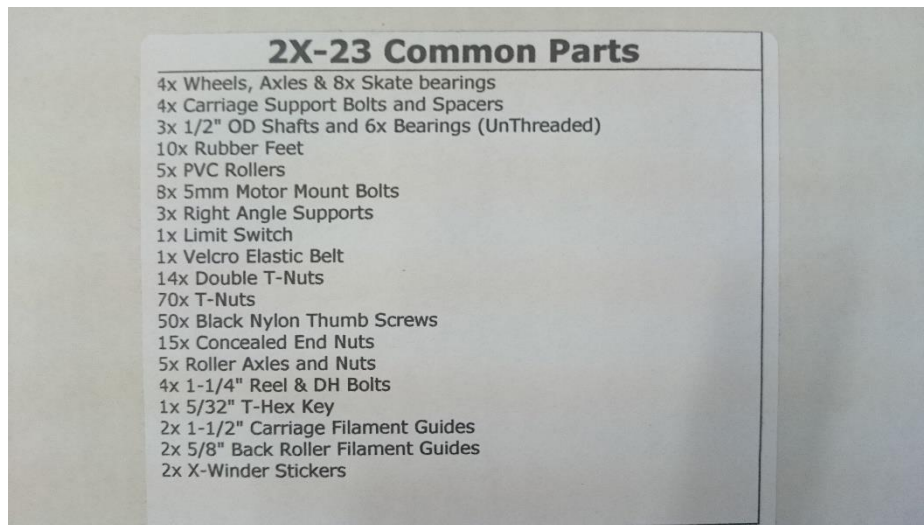 2X-23 Common Parts
4x Wheels, Axles & 8x Skate bearings
4x Carriage Support Bolts and Spacers
3x 1/2" OD Shafts and 6x Bearings (UnThreaded)
10x Rubber Feet
5x PVC Rollers
8x 5mm Motor Mount Bolts
3x Right Angle Supports
1x Limit Switch
1x Velcro Elastic Belt
14x Double T-Nuts
70x T-Nuts
50x Black Nylon Thumb Screws
15x Concealed End Nuts
5x Roller Axles and Nuts
4x 1-1/4" Reel & DH Bolts
1x 5/32" T-Hex Key
2x 1-1/2" Carriage Filament Guides
2x 5/8" Back Roller Filament Guides
2x X-Winder Stickers